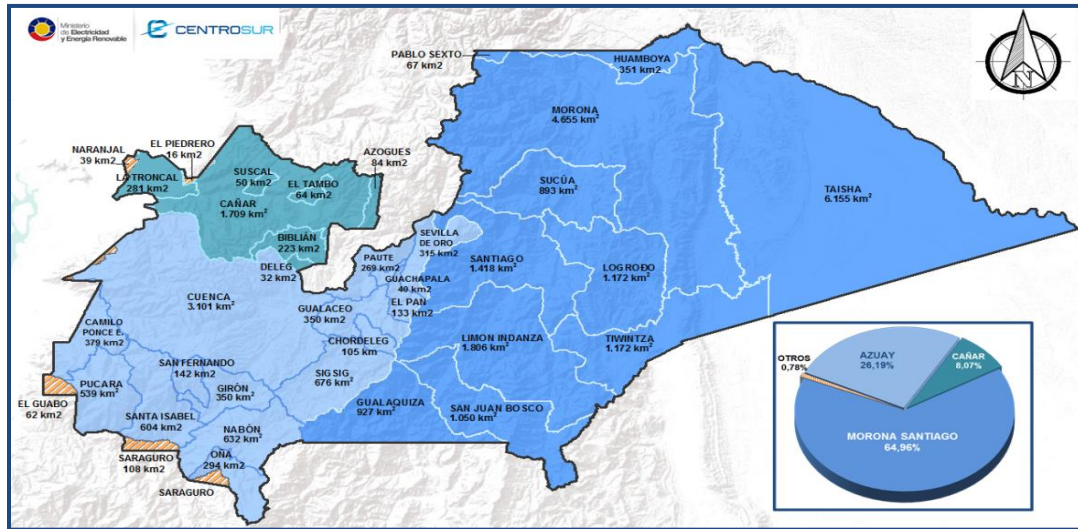 Ministerio
de Electricidad
y Energía Renovable
CENTROSUR
N
PABLO SEXTO
67 km2
HUAMBOYA
351 km2
MORONA
4.655 km²
NARANJAL
39 km2
EL PIEDRERO
16 km2
AZOGUES
84 km2
LA TRONCAL
281 km2
SUSCAL
50 km2
EL TAMBO
64 km2
CAÑAR
1.709 km²
SUCÚA
893 km²
TAISHA
6.155 km²
BIBLIÁN
223 km2
DELEG
32 km2
SEVILLA
DE ORO
315 km2
PAUTE
269 km2
GUACHAPALA
40 km2
EL PAN
133 km2
SANTIAGO
1.418 km²
LOGROÐO
1.172 km²
CUENCA
3.101 km²
GUALACEO
350 km2
CHORDELEG
105 km
CAMILO
PONCE E.
379 km2
SAN FERNANDO
142 km2
LIMON INDANZA
1.806 km²
TIWINTZA
1.172 km²
SIGSIG
676 km²
PUCARA
539 km²
GIRÓN
350 km²
EL GUABO
62 km2
SANTA ISABEL
604 km²
GUALAQUIZA
927 km²
SAN JUAN BOSCO
1.050 km²
NABÓN
632 km²
OÑA
294 km2
SARAGURO
108 km2
SARAGURO
OTROS
0,78%
AZUAY
26,19%
CAÑAR
8,07%
MORONA SANTIAGO
64,96%